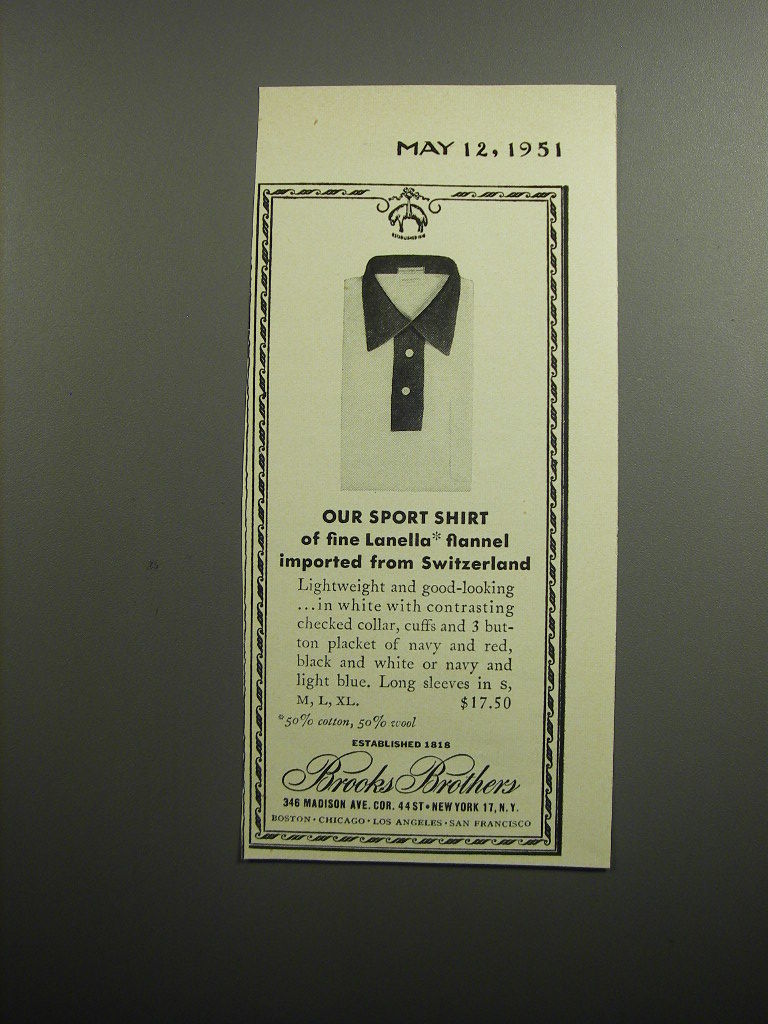 MAY 12, 1951
OUR SPORT SHIRT
of fine Lanella* flannel
imported from Switzerland
Lightweight and good-looking
...in white with contrasting
checked collar, cuffs and 3 but-
ton placket of navy and red,
black and white or navy and
light blue. Long sleeves in S,
M, L, XL. $17.50
*50% cotton, 50% wool
ESTABLISHED 1818
Brooks Brothers
346 MADISON AVE. COR. 44 ST • NEW YORK 17, N.Y.
BOSTON • CHICAGO • LOS ANGELES • SAN FRANCISCO